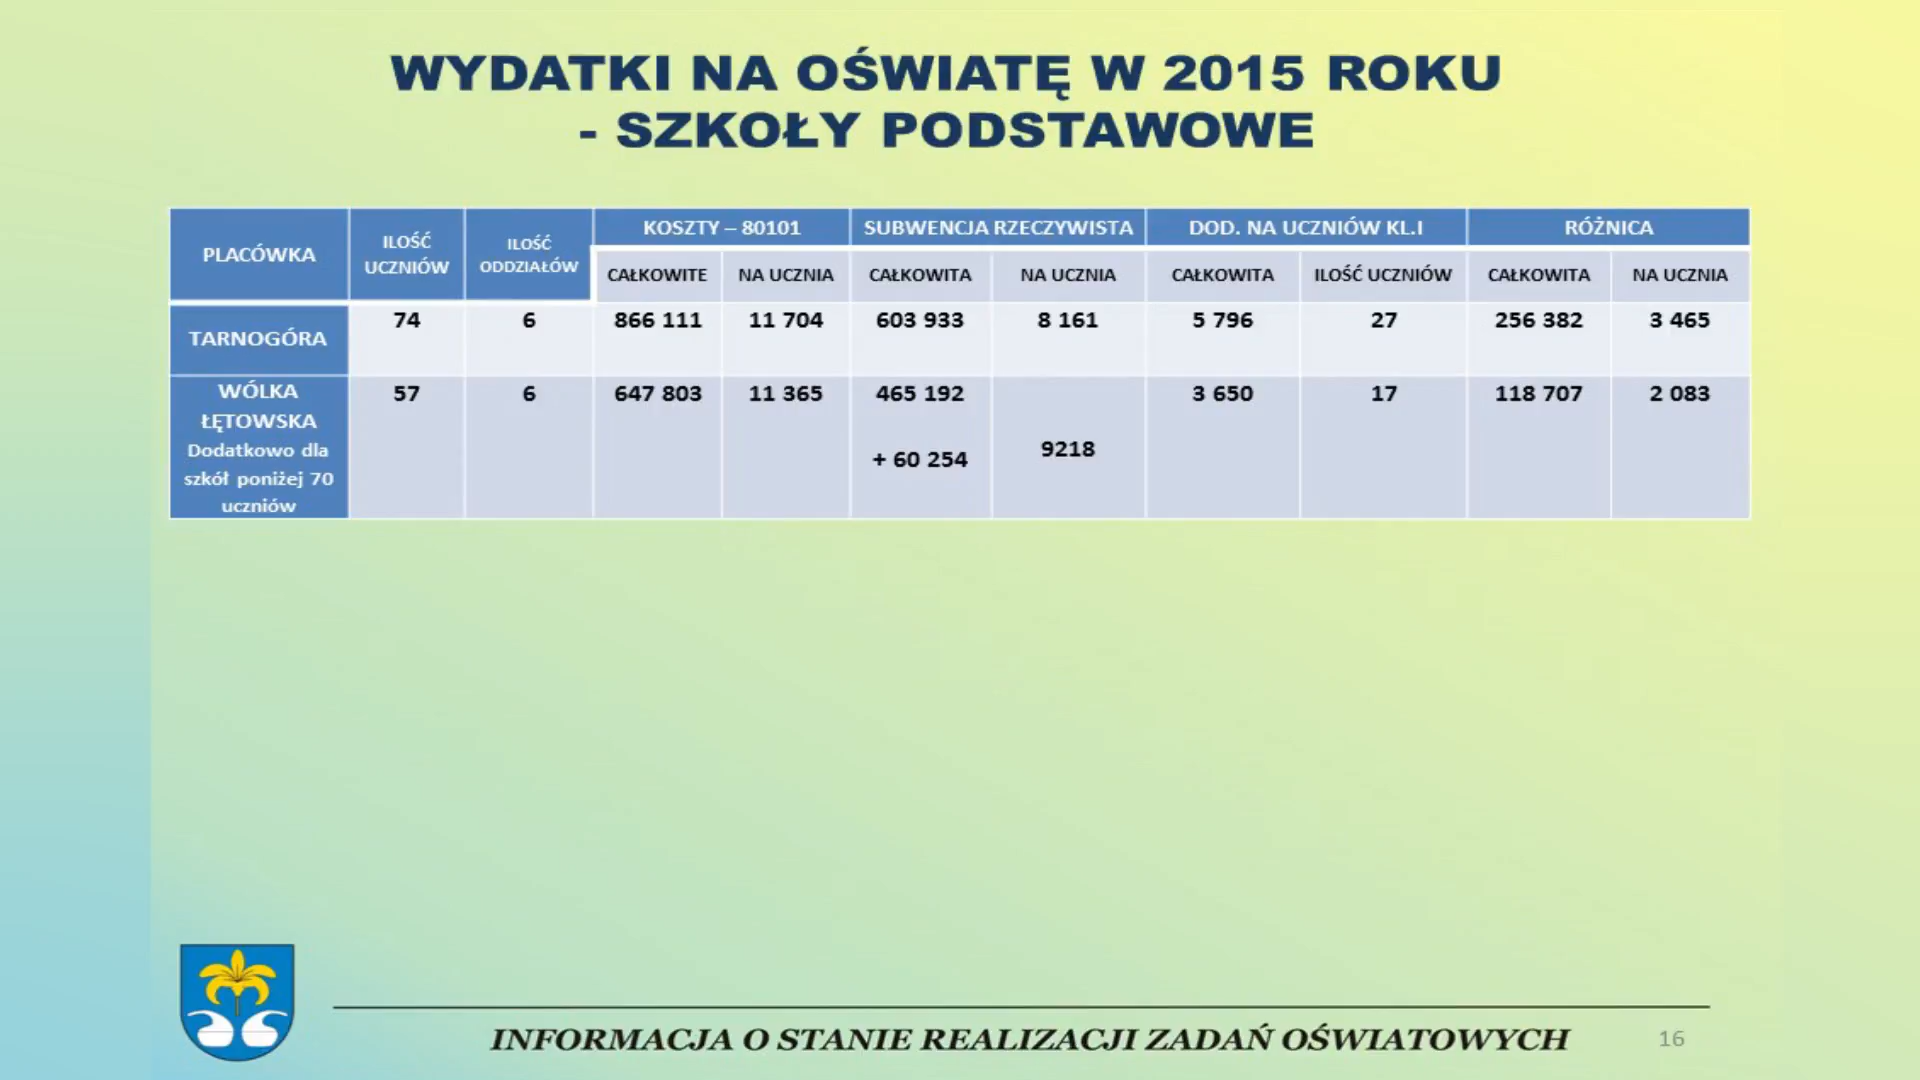 WYDATKI NA OŚWIATĘ W 2015 ROKU
- SZKOŁY PODSTAWOWE
PLACÓWKA ILOŚĆ UCZNIÓW ILOŚĆ ODDZIAŁÓW KOSZTY – 80101 SUBWENCJA RZECZYWISTA DOD. NA UCZNIÓW KL.I RÓŻNICA
CAŁKOWITE NA UCZNIA CAŁKOWITA NA UCZNIA CAŁKOWITA ILOŚĆ UCZNIÓW CAŁKOWITA NA UCZNIA
TARNOGÓRA 74 6 866 111 11 704 603 933 8 161 5 796 27 256 382 3 465
WÓLKA 57 6 647 803 11 365 465 192 3 650 17 118 707 2 083
ŁĘTOWSKA
Dodatkowo dla + 60 254 9218
szkół poniżej 70
uczniów
INFORMACJA O STANIE REALIZACJI ZADAŃ OŚWIATOWYCH 16